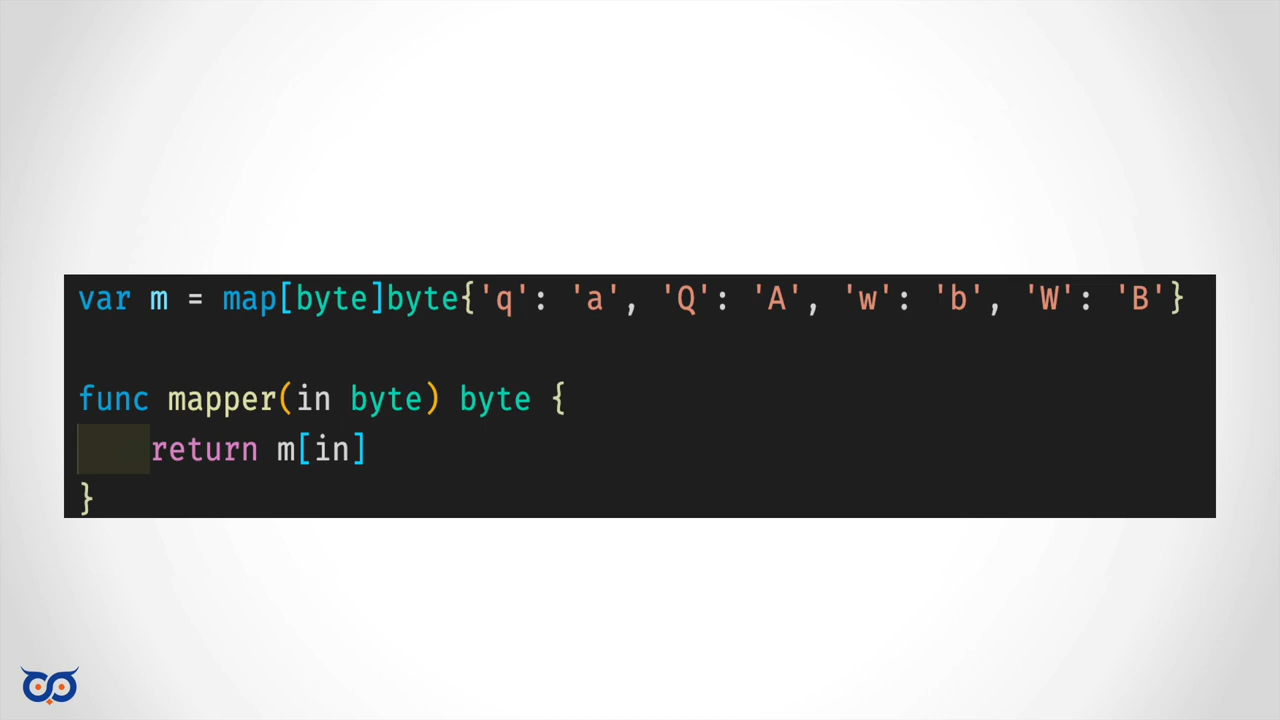 var m = map[byte]byte{'q': 'a', 'Q': 'A', 'w': 'b', 'W': 'B'}
func mapper(in byte) byte {
return m[in]
}